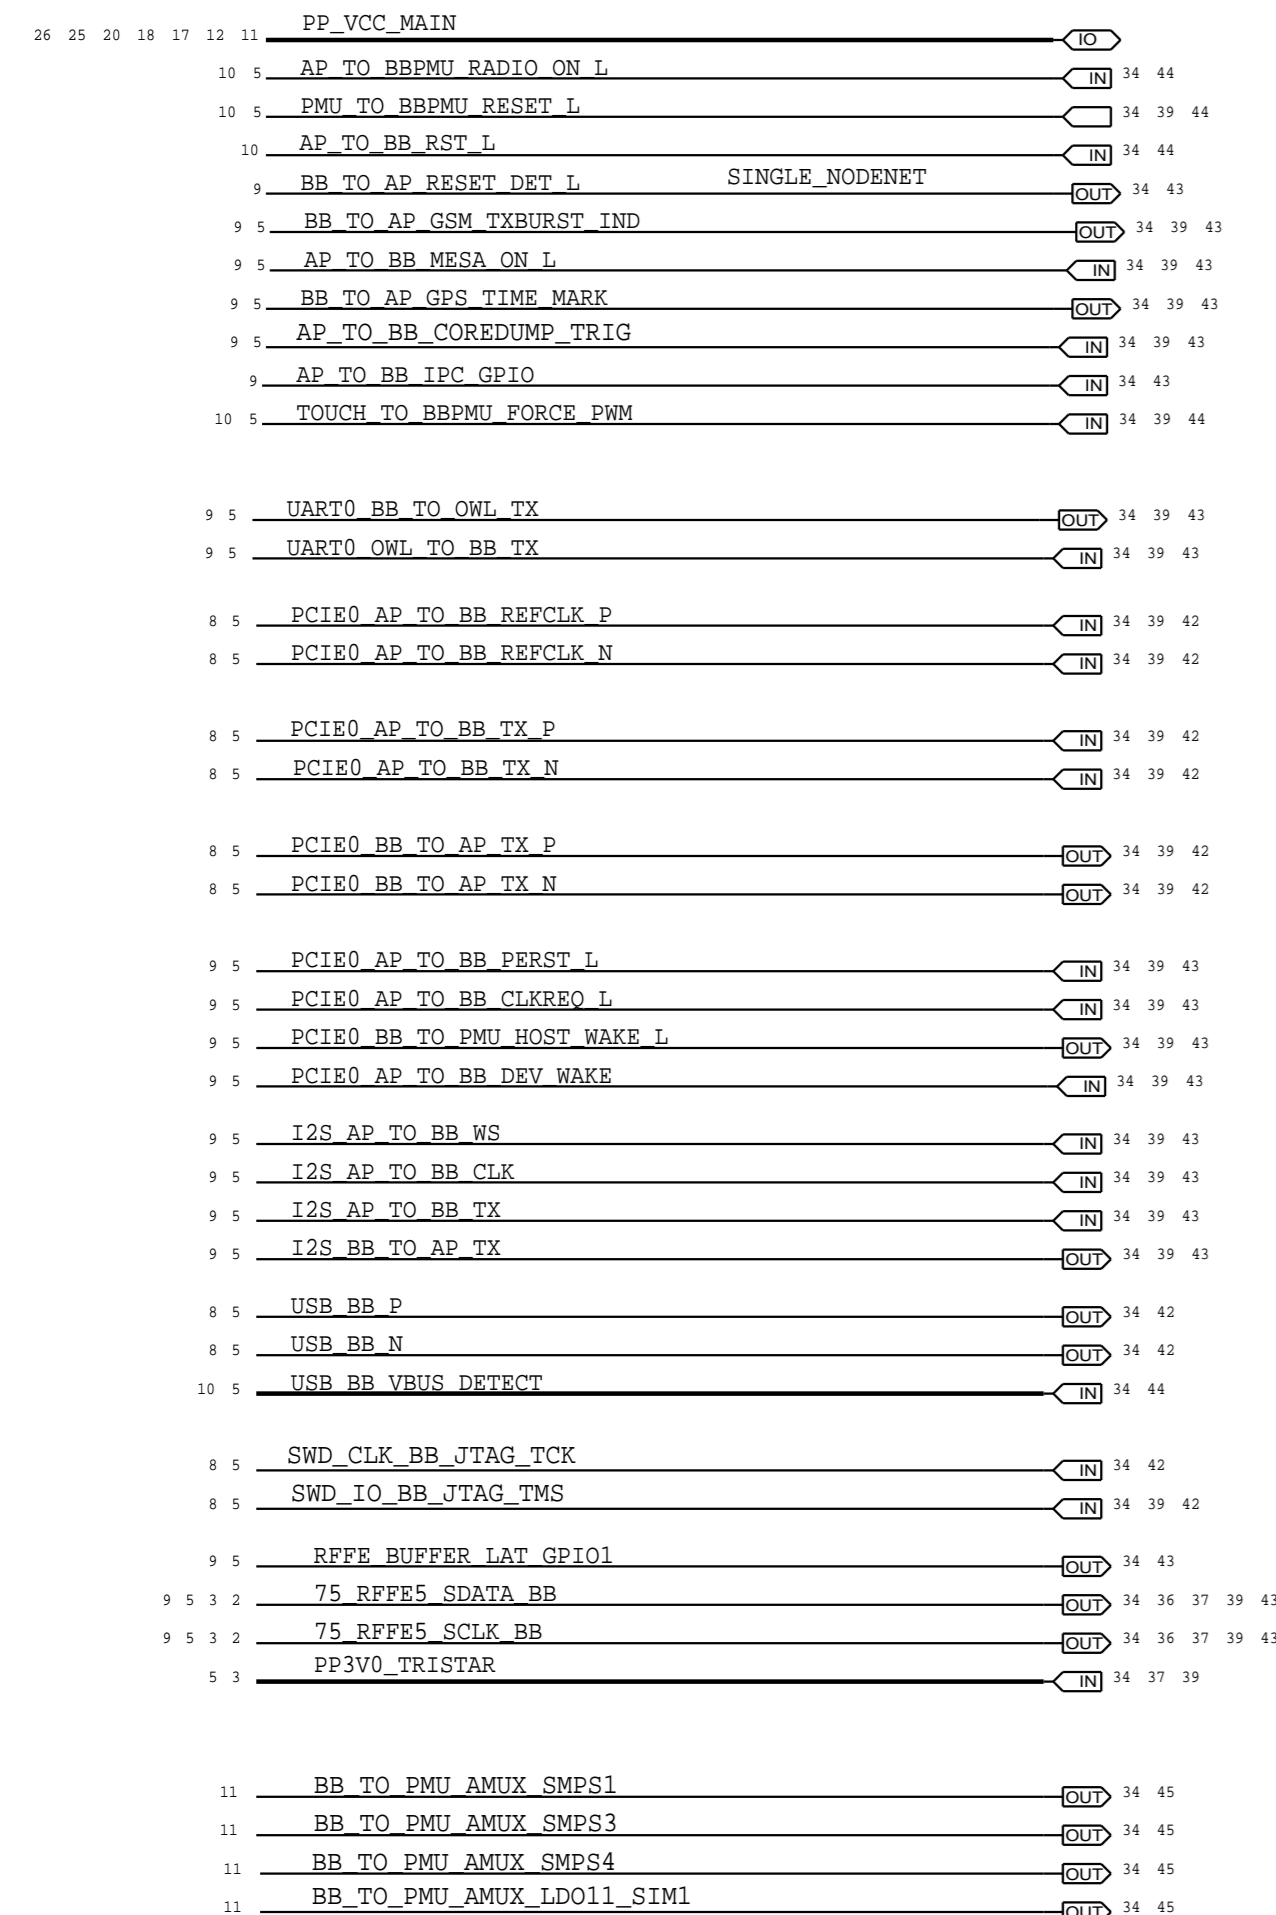 26 25 20 18 17 12 11 PP_VCC_MAIN IO
10 5 AP_TO_BBPMU_RADIO_ON_L IN 34 44
10 5 PMU_TO_BBPMU_RESET_L 34 39 44
10 AP_TO_BB_RST_L IN 34 44
9 BB_TO_AP_RESET_DET_L SINGLE_NODENET OUT 34 43
9 5 BB_TO_AP_GSM_TXBURST_IND OUT 34 39 43
9 5 AP_TO_BB_MESA_ON_L IN 34 39 43
9 5 BB_TO_AP_GPS_TIME_MARK OUT 34 39 43
9 5 AP_TO_BB_COREDUMP_TRIG IN 34 39 43
9 AP_TO_BB_IPC_GPIO IN 34 43
10 5 TOUCH_TO_BBPMU_FORCE_PWM IN 34 39 44
9 5 UART0_BB_TO_OWL_TX OUT 34 39 43
9 5 UART0_OWL_TO_BB_TX IN 34 39 43
8 5 PCIE0_AP_TO_BB_REFCLK_P IN 34 39 42
8 5 PCIE0_AP_TO_BB_REFCLK_N IN 34 39 42
8 5 PCIE0_AP_TO_BB_TX_P IN 34 39 42
8 5 PCIE0_AP_TO_BB_TX_N IN 34 39 42
8 5 PCIE0_BB_TO_AP_TX_P OUT 34 39 42
8 5 PCIE0_BB_TO_AP_TX_N OUT 34 39 42
9 5 PCIE0_AP_TO_BB_PERST_L IN 34 39 43
9 5 PCIE0_AP_TO_BB_CLKREQ_L IN 34 39 43
9 5 PCIE0_BB_TO_PMU_HOST_WAKE_L OUT 34 39 43
9 5 PCIE0_AP_TO_BB_DEV_WAKE IN 34 39 43
9 5 I2S_AP_TO_BB_WS IN 34 39 43
9 5 I2S_AP_TO_BB_CLK IN 34 39 43
9 5 I2S_AP_TO_BB_TX IN 34 39 43
9 5 I2S_BB_TO_AP_TX OUT 34 39 43
8 5 USB_BB_P OUT 34 42
8 5 USB_BB_N OUT 34 42
10 5 USB_BB_VBUS_DETECT IN 34 44
8 5 SWD_CLK_BB_JTAG_TCK IN 34 42
8 5 SWD_IO_BB_JTAG_TMS IN 34 39 42
9 5 RFFE_BUFFER_LAT_GPIO1 OUT 34 43
9 5 3 2 75_RFFE5_SDATA_BB OUT 34 36 37 39 43
9 5 3 2 75_RFFE5_SCLK_BB OUT 34 36 37 39 43
5 3 PP3V0_TRISTAR IN 34 37 39
11 BB_TO_PMU_AMUX_SMPS1 OUT 34 45
11 BB_TO_PMU_AMUX_SMPS3 OUT 34 45
11 BB_TO_PMU_AMUX_SMPS4 OUT 34 45
11 BB_TO_PMU_AMUX_LDO11_SIM1 OUT 34 45